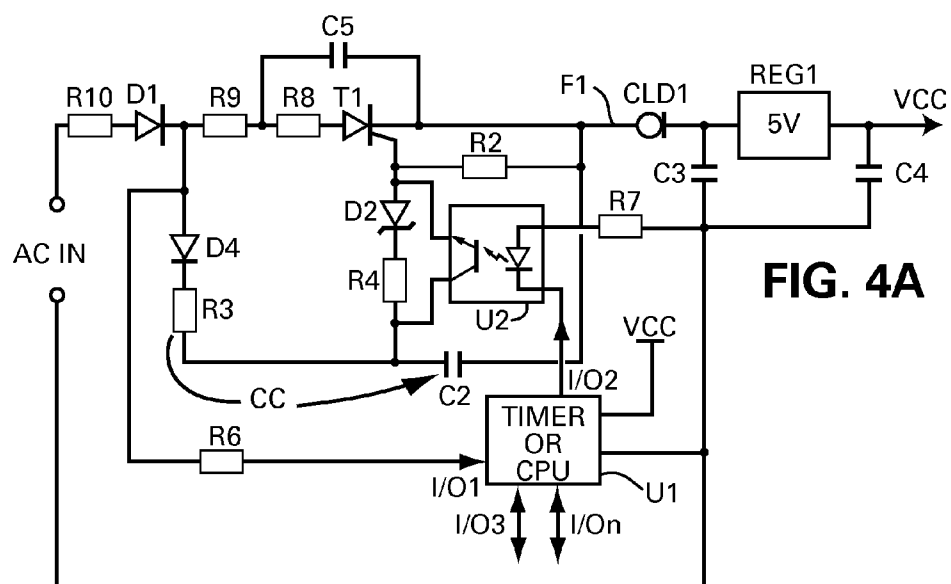 C5
R10 D1 R9 R8 T1 F1 CLD1 REG1
5V
VCC
R2
C3
C4
D2
R7
AC IN
D4
R4
FIG. 4A
R3
U2
VCC
CC
C2
I/O2
TIMER
OR
CPU
R6
I/O1
U1
I/O3
I/On